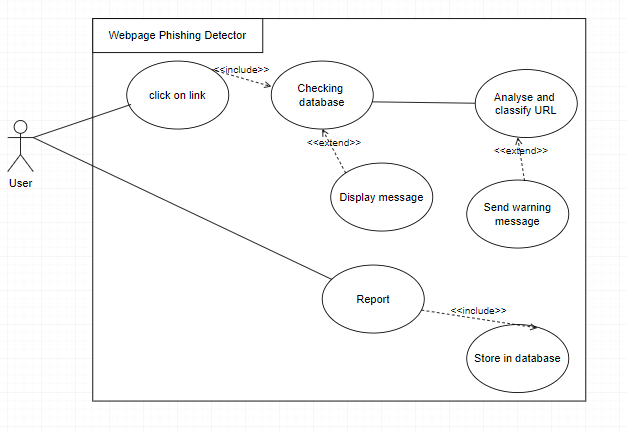 Webpage Phishing Detector
click on link
<<include>>
Checking
database
Analyse and
classify URL
<<extend>>
<<extend>>
User
Display message
Send warning
message
Report
<<include>>
Store in database